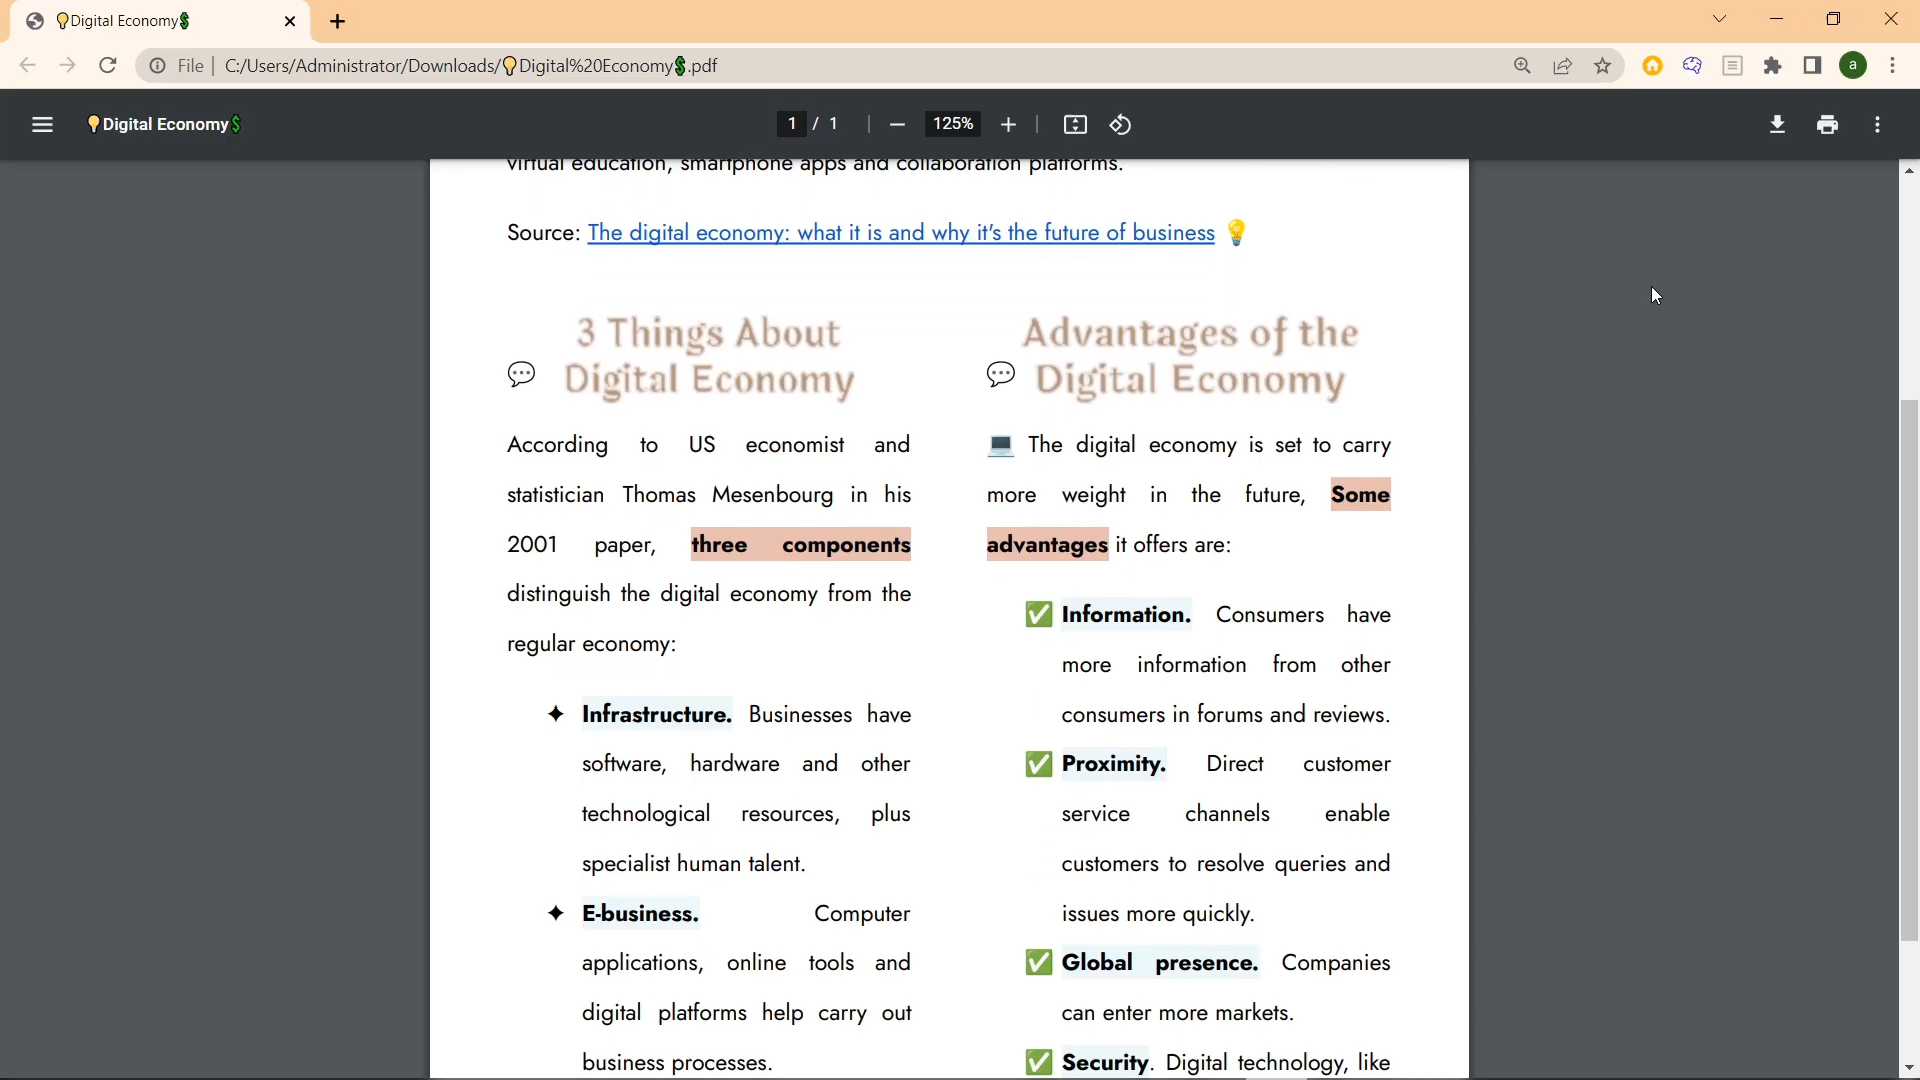 💡Digital Economy💲
File | C:/Users/Administrator/Downloads/💡Digital%20Economy💲.pdf
a
💡Digital Economy💲
1 / 1
125%
virtual education, smartphone apps and collaboration platforms.
Source: The digital economy: what it is and why it's the future of business 💡
3 Things About
💬 Digital Economy
According to US economist and
statistician Thomas Mesenbourg in his
2001 paper, three components
distinguish the digital economy from the
regular economy:
✦ Infrastructure. Businesses have
software, hardware and other
technological resources, plus
specialist human talent.
✦ E-business. Computer
applications, online tools and
digital platforms help carry out
business processes.
Advantages of the
💬 Digital Economy
💻 The digital economy is set to carry
more weight in the future, Some
advantages it offers are:
✅ Information. Consumers have
more information from other
consumers in forums and reviews.
✅ Proximity. Direct customer
service channels enable
customers to resolve queries and
issues more quickly.
✅ Global presence. Companies
can enter more markets.
✅ Security. Digital technology, like